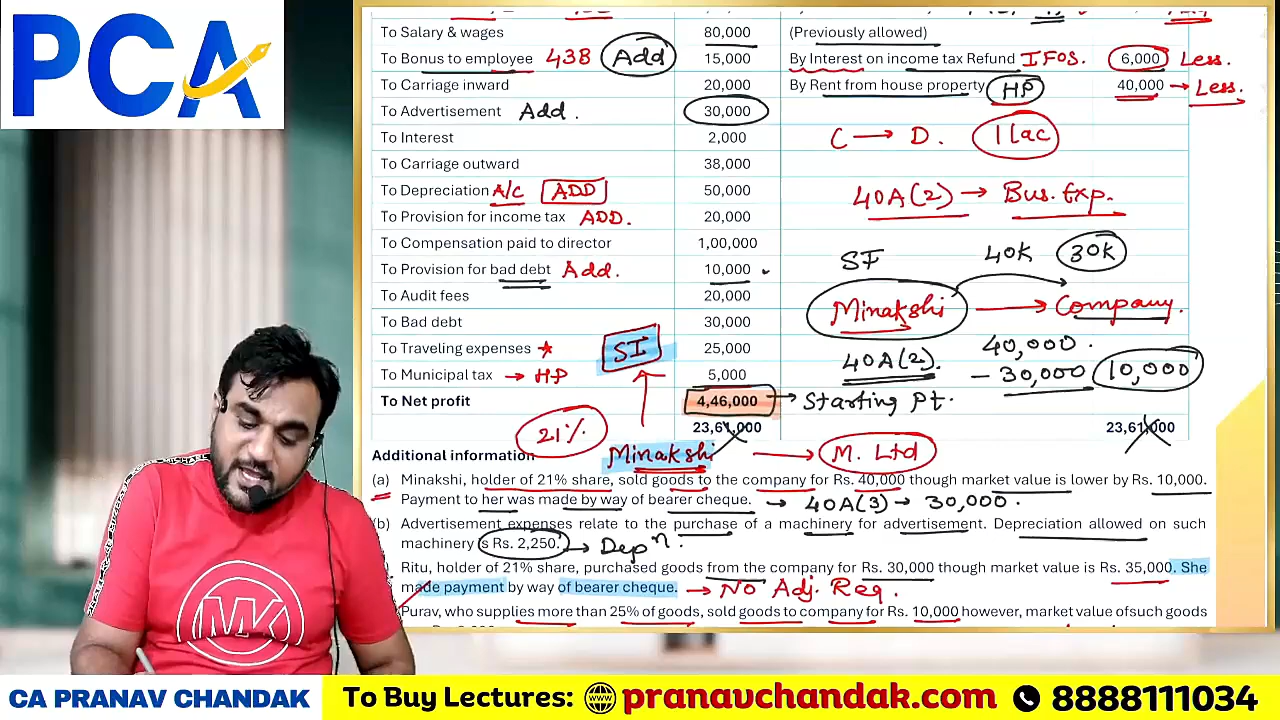 PCA
To Salary & wages 80,000 (Previously allowed)
To Bonus to employee 43B Add 15,000 By Interest on income tax Refund IFOS. 6,000 Less.
To Carriage inward 20,000 By Rent from house property HP 40,000 → Less.
To Advertisement Add. 30,000
To Interest 2,000 C → D. 1 lac
To Carriage outward 38,000
To Depreciation A/c ADD 50,000 40A(2) → Bus. Exp.
To Provision for income tax ADD. 20,000
To Compensation paid to director 1,00,000 SI 40K 30K
To Provision for bad debt Add. 10,000
To Audit fees 20,000 Minakshi → Company.
To Bad debt 30,000
To Traveling expenses ★ SI 25,000 40A(2). 40,000.
To Municipal tax → HP 5,000 - 30,000 10,000
To Net profit 4,46,000 → Starting Pt.
21% 23,61,000 23,61,000
Additional information Minakshi → M. Ltd
(a) Minakshi, holder of 21% share, sold goods to the company for Rs. 40,000 though market value is lower by Rs. 10,000.
Payment to her was made by way of bearer cheque. → 40A(3) → 30,000.
(b) Advertisement expenses relate to the purchase of a machinery for advertisement. Depreciation allowed on such
machinery is Rs. 2,250. → Depn.
Ritu, holder of 21% share, purchased goods from the company for Rs. 30,000 though market value is Rs. 35,000. She
made payment by way of bearer cheque. → No Adj. Req.
Purav, who supplies more than 25% of goods, sold goods to company for Rs. 10,000 however, market value of such goods
MK
CA PRANAV CHANDAK To Buy Lectures: pranavchandak.com 8888111034